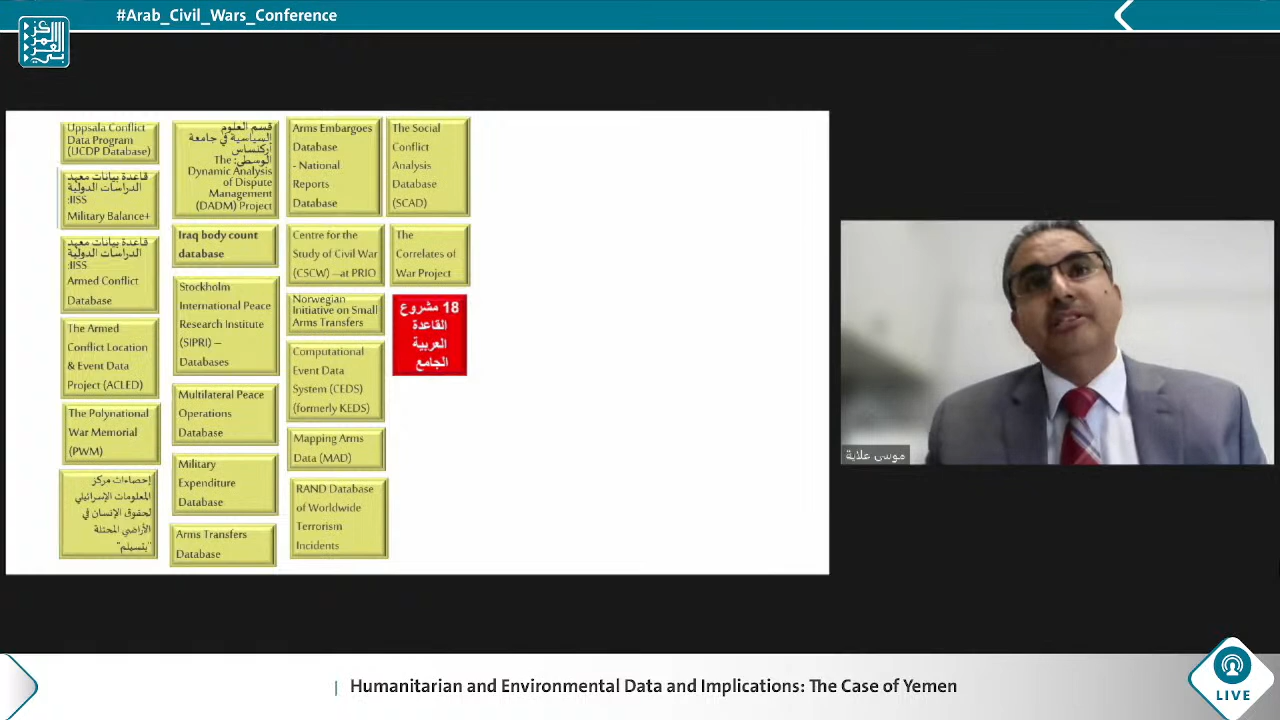 #Arab_Civil_Wars_Conference
Uppsala Conflict
Data Program
(UCDP Database)
قاعدة بيانات معهد
الدراسات الدولية
IISS:
Military Balance+
قاعدة بيانات معهد
الدراسات الدولية
IISS:
Armed Conflict
Database
The Armed
Conflict Location
& Event Data
Project (ACLED)
The Polynational
War Memorial
(PWM)
إحصاءات مركز
المعلومات الإسرائيلي
لحقوق الإنسان في
الأراضي المحتلة
"بتسيلم"
قسم العلوم
السياسية في جامعة
أركنساس
الوسطى: The
Dynamic Analysis
of Dispute
Management
(DADM) Project
Iraq body count
database
Stockholm
International Peace
Research Institute
(SIPRI) –
Databases
Multilateral Peace
Operations
Database
Military
Expenditure
Database
Arms Transfers
Database
Arms Embargoes
Database
- National
Reports
Database
Centre for the
Study of Civil War
(CSCW) –at PRIO
Norwegian
Initiative on Small
Arms Transfers
Computational
Event Data
System (CEDS)
(formerly KEDS)
Mapping Arms
Data (MAD)
RAND Database
of Worldwide
Terrorism
Incidents
The Social
Conflict
Analysis
Database
(SCAD)
The
Correlates of
War Project
18 مشروع
القاعدة
العربية
الجامع
موسى علاية
Humanitarian and Environmental Data and Implications: The Case of Yemen
LIVE